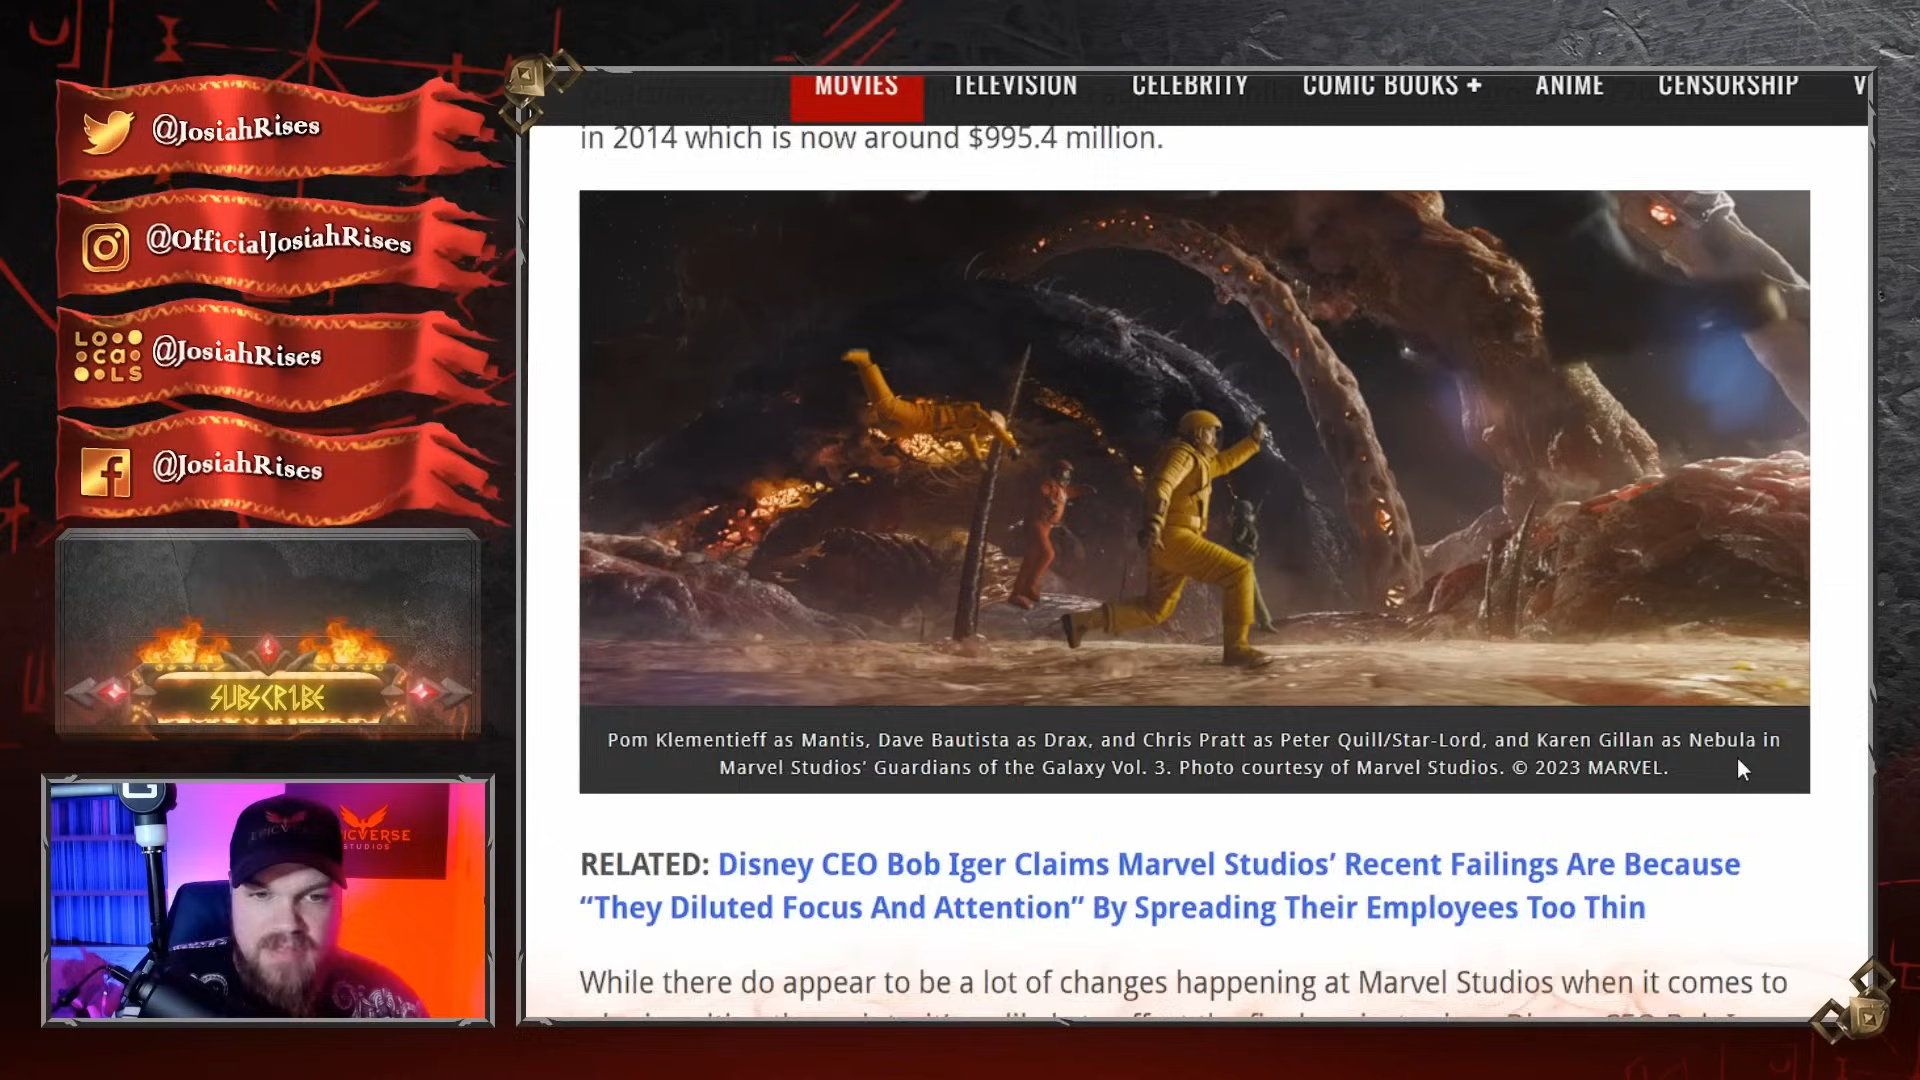 @JosiahRises
@OfficialJosiahRises
LOcaLS
@JosiahRises
@JosiahRises
SUBSCRIBE
EPICVERSE
STUDIOS
MOVIES TELEVISION CELEBRITY COMIC BOOKS + ANIME CENSORSHIP V
in 2014 which is now around $995.4 million.
Pom Klementieff as Mantis, Dave Bautista as Drax, and Chris Pratt as Peter Quill/Star-Lord, and Karen Gillan as Nebula in
Marvel Studios’ Guardians of the Galaxy Vol. 3. Photo courtesy of Marvel Studios. © 2023 MARVEL.
RELATED: Disney CEO Bob Iger Claims Marvel Studios’ Recent Failings Are Because
“They Diluted Focus And Attention” By Spreading Their Employees Too Thin
While there do appear to be a lot of changes happening at Marvel Studios when it comes to